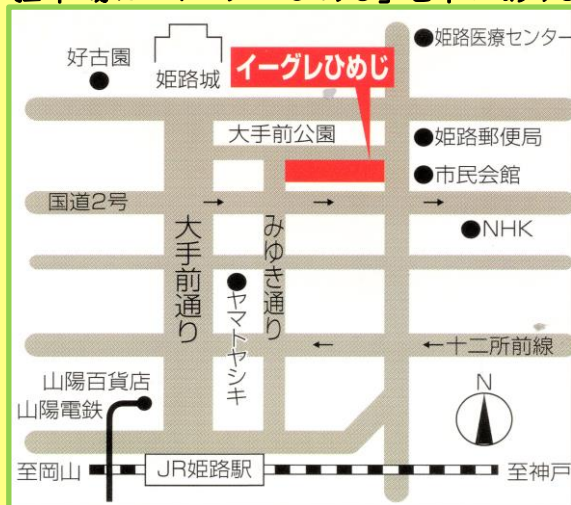 好古園
姫路城
イーグレひめじ
姫路医療センター
大手前公園
姫路郵便局
市民会館
国道2号
→
→
→
NHK
大手前通り
みゆき通り
ヤマトヤシキ
←
←十二所前線
山陽百貨店
山陽電鉄
N
至岡山
JR姫路駅
至神戸